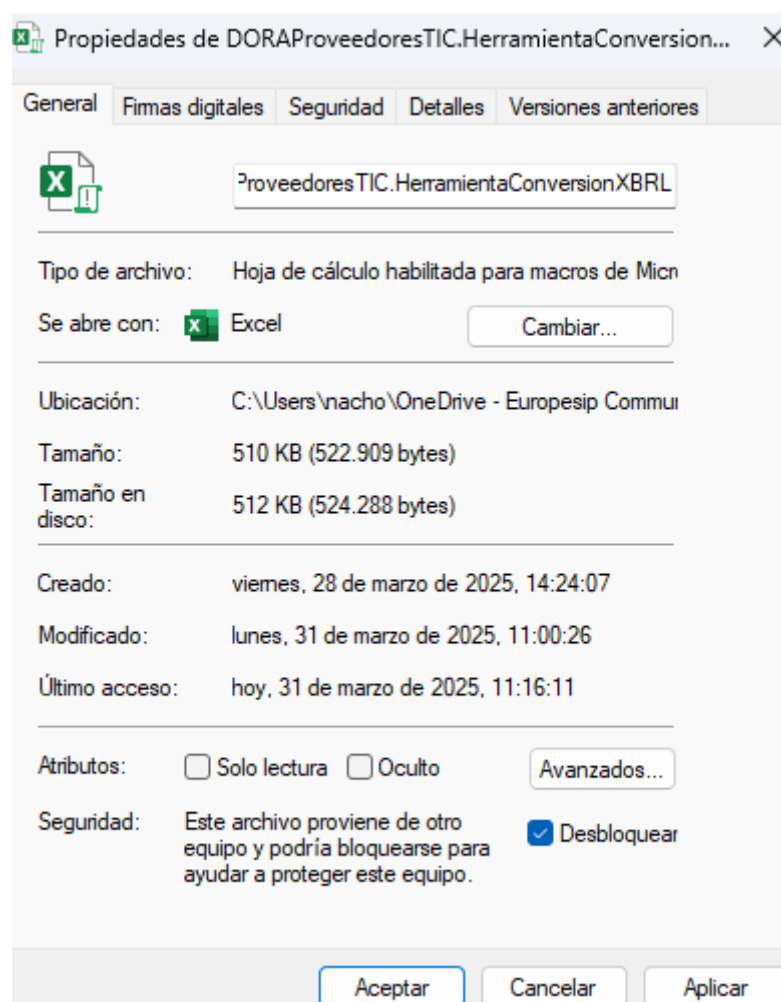 Propiedades de DORAProveedoresTIC.HerramientaConversion...
General Firmas digitales Seguridad Detalles Versiones anteriores
ProveedoresTIC.HerramientaConversionXBRL
Tipo de archivo: Hoja de cálculo habilitada para macros de Micr
Se abre con: Excel Cambiar...
Ubicación: C:\Users\nacho\OneDrive - Europesip Commur
Tamaño: 510 KB (522.909 bytes)
Tamaño en
disco: 512 KB (524.288 bytes)
Creado: viernes, 28 de marzo de 2025, 14:24:07
Modificado: lunes, 31 de marzo de 2025, 11:00:26
Último acceso: hoy, 31 de marzo de 2025, 11:16:11
Atributos: Solo lectura Oculto Avanzados...
Seguridad: Este archivo proviene de otro
equipo y podría bloquearse para
ayudar a proteger este equipo.
Desbloquear
Aceptar Cancelar Aplicar